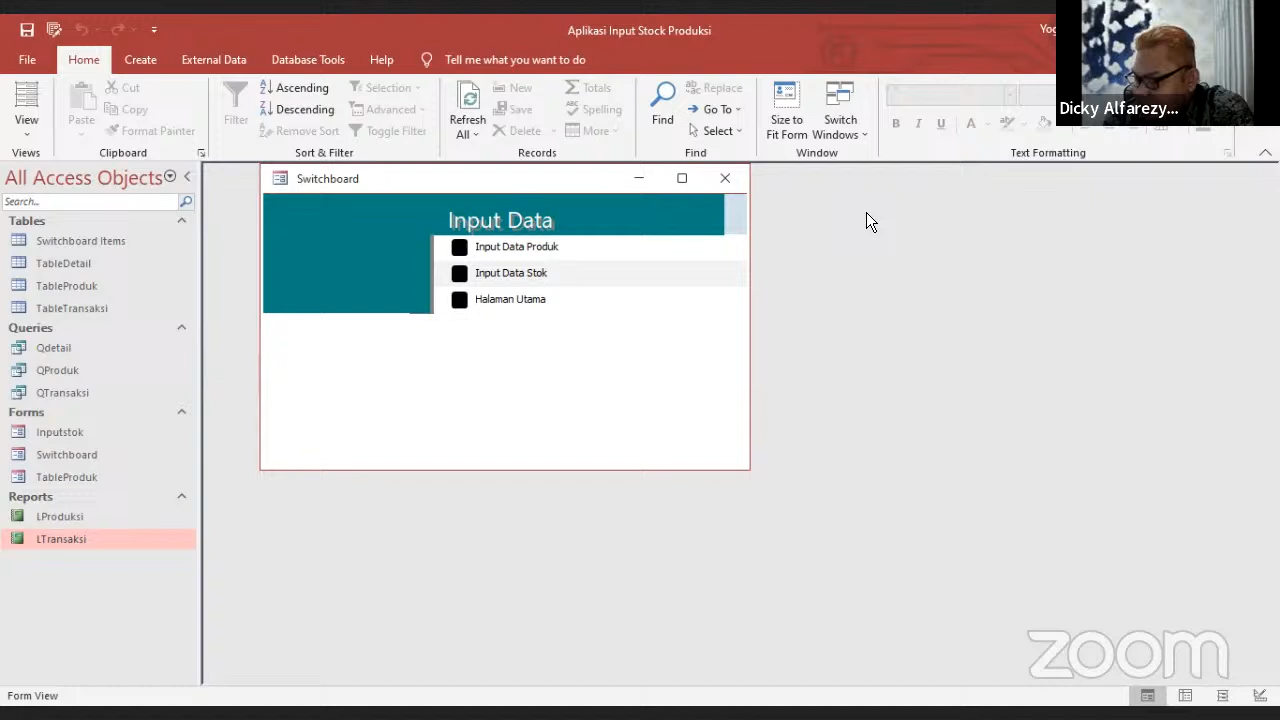 Aplikasi Input Stock Produksi
Yog
Dicky Alfarezy...
File
Home
Create
External Data
Database Tools
Help
Tell me what you want to do
View
Views
Paste
Cut
Copy
Format Painter
Clipboard
Filter
Ascending
Descending
Remove Sort
Selection
Advanced
Toggle Filter
Sort & Filter
Refresh
All
New
Save
Delete
Totals
Spelling
More
Records
Find
Replace
Go To
Select
Find
Size to
Fit Form
Switch
Windows
Window
B I U A
Text Formatting
All Access Objects
Search...
Tables
Switchboard Items
TableDetail
TableProduk
TableTransaksi
Queries
Qdetail
QProduk
QTransaksi
Forms
Inputstok
Switchboard
TableProduk
Reports
LProduksi
LTransaksi
Switchboard
Input Data
Input Data Produk
Input Data Stok
Halaman Utama
zoom
Form View